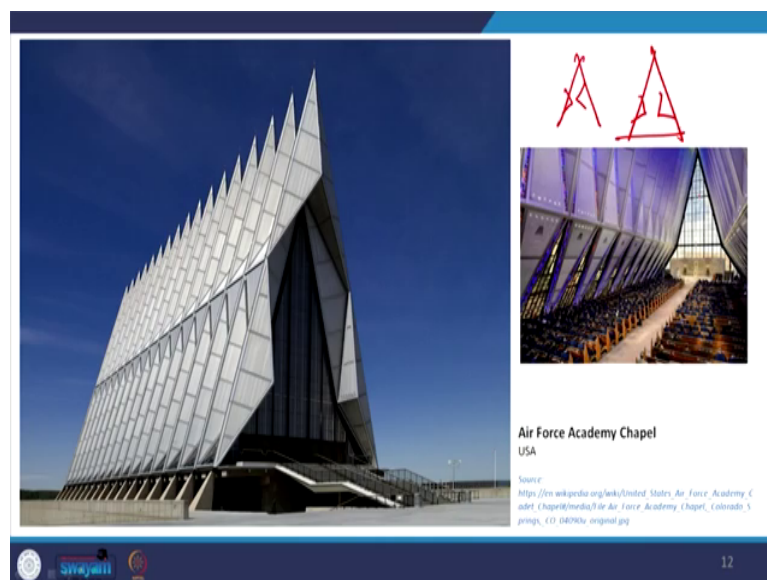 Air Force Academy Chapel
USA
Source:
https://en.wikipedia.org/wiki/United_States_Air_Force_Academy_C
adet_Chapel#/media/File:Air_Force_Academy_Chapel,_Colorado_S
prings,_CO_04090u_original.jpg
swayam
12